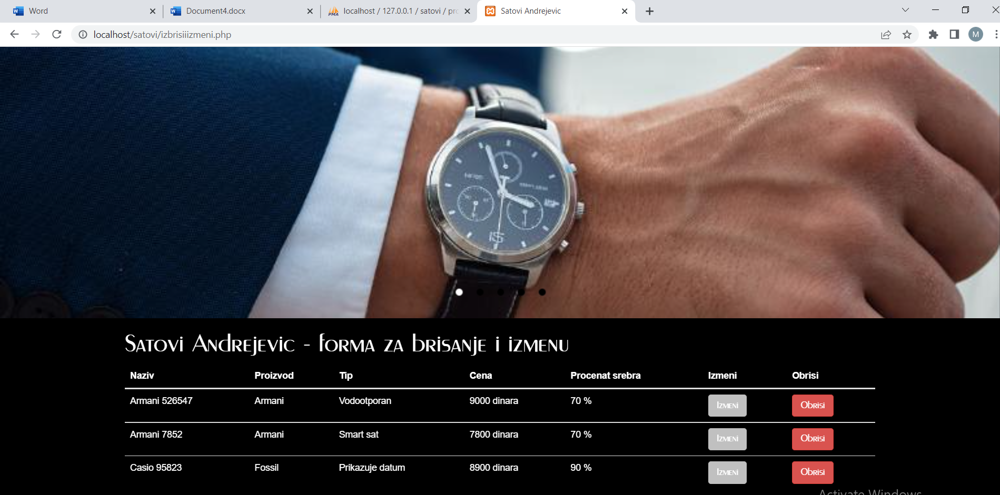 Word
Document4.docx
localhost / 127.0.0.1 / satovi / pro
Satovi Andrejevic
localhost/satovi/izbrisiiizmeni.php
M
Satovi Andrejevic - forma za brisanje i izmenu
Naziv Proizvod Tip Cena Procenat srebra Izmeni Obrisi
Armani 526547 Armani Vodootporan 9000 dinara 70 % Izmeni Obrisi
Armani 7852 Armani Smart sat 7800 dinara 70 % Izmeni Obrisi
Casio 95823 Fossil Prikazuje datum 8900 dinara 90 % Izmeni Obrisi
Activate Windows